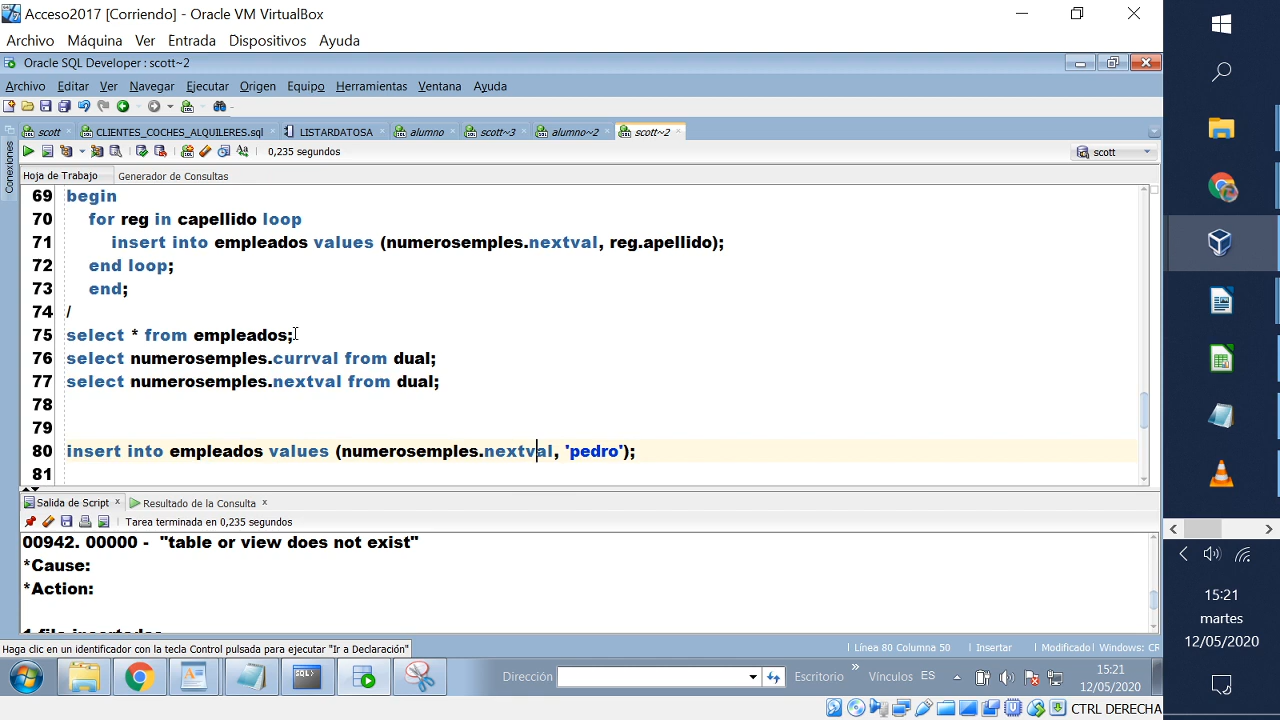 Acceso2017 [Corriendo] - Oracle VM VirtualBox
Archivo Máquina Ver Entrada Dispositivos Ayuda
Oracle SQL Developer : scott~2
Archivo Editar Ver Navegar Ejecutar Origen Equipo Herramientas Ventana Ayuda
scott CLIENTES_COCHES_ALQUILERES.sql LISTARDATOSA alumno scott~3 alumno~2 scott~2
0,235 segundos scott
Conexiones
Hoja de Trabajo Generador de Consultas
69 begin
70 for reg in capellido loop
71 insert into empleados values (numerosemples.nextval, reg.apellido);
72 end loop;
73 end;
74 /
75 select * from empleados;
76 select numerosemples.currval from dual;
77 select numerosemples.nextval from dual;
78
79
80 insert into empleados values (numerosemples.nextval, 'pedro');
81
Salida de Script Resultado de la Consulta
Tarea terminada en 0,235 segundos
00942. 00000 - "table or view does not exist"
*Cause:
*Action:
Haga clic en un identificador con la tecla Control pulsada para ejecutar "Ir a Declaración"
Línea 80 Columna 50 Insertar Modificado Windows: CR
Dirección Escritorio Vínculos ES
15:21
12/05/2020
CTRL DERECHA
15:21
martes
12/05/2020